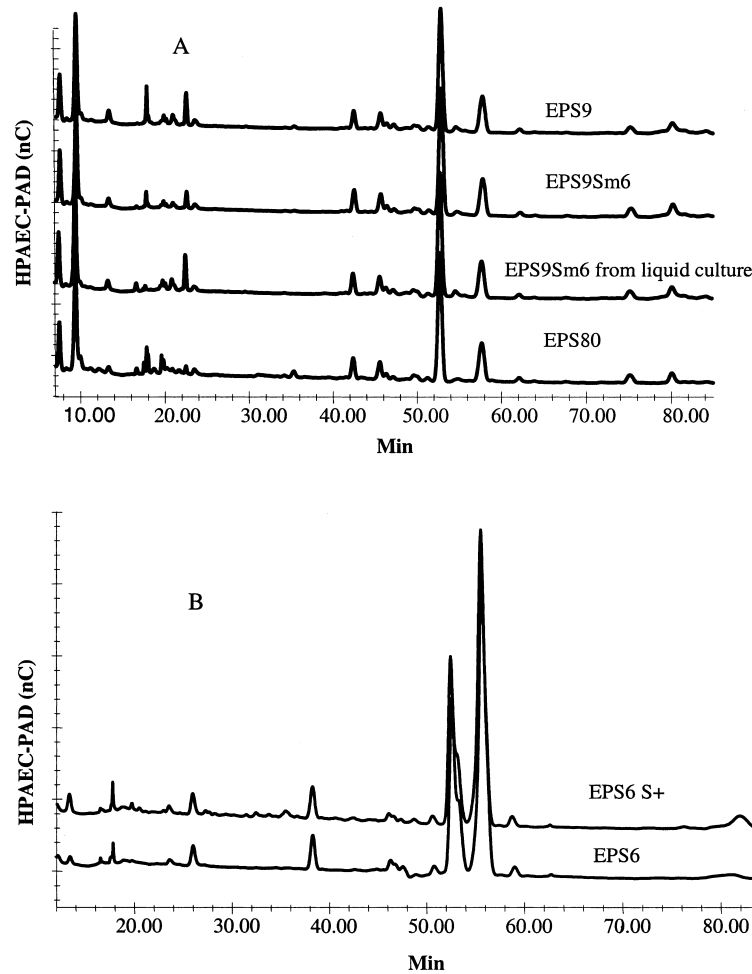 A
EPS9
EPS9Sm6
EPS9Sm6 from liquid culture
EPS80
HPAEC-PAD (nC)
10.00 20.00 30.00 40.00 50.00 60.00 70.00 80.00
Min
B
EPS6 S+
EPS6
HPAEC-PAD (nC)
20.00 30.00 40.00 50.00 60.00 70.00 80.00
Min